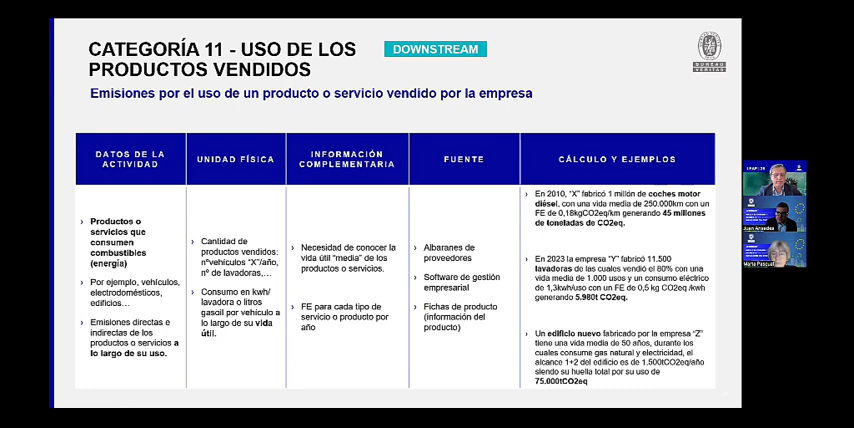 CATEGORÍA 11 - USO DE LOS
PRODUCTOS VENDIDOS
DOWNSTREAM
BUREAU
VERITAS
Emisiones por el uso de un producto o servicio vendido por la empresa
DATOS DE LA
ACTIVIDAD
UNIDAD FÍSICA
INFORMACIÓN
COMPLEMENTARIA
FUENTE
CÁLCULO Y EJEMPLOS
› Productos o
servicios que
consumen
combustibles
(energía)
› Por ejemplo, vehículos,
electrodomésticos,
edificios…
› Emisiones directas e
indirectas de los
productos o servicios a
lo largo de su uso.
› Cantidad de
productos vendidos:
nºvehículos "X"/año,
nº de lavadoras,…
› Consumo en kwh/
lavadora o litros
gasoil por vehículo a
lo largo de su vida
útil.
› Necesidad de conocer la
vida útil "media" de los
productos o servicios.
› FE para cada tipo de
servicio o producto por
año
› Albaranes de
proveedores
› Software de gestión
empresarial
› Fichas de producto
(información del
producto)
› En 2010, "X" fabricó 1 millón de coches motor
diésel, con una vida media de 250.000km con un
FE de 0,18kgCO2eq/km generando 45 millones
de toneladas de CO2eq.
› En 2023 la empresa "Y" fabricó 11.500
lavadoras de las cuales vendió el 80% con una
vida media de 1.000 usos y un consumo eléctrico
de 1,3kwh/uso con un FE de 0,5 kg CO2eq /kwh
generando 5.980t CO2eq.
› Un edificio nuevo fabricado por la empresa "Z"
tiene una vida media de 50 años, durante los
cuales consume gas natural y electricidad, el
alcance 1+2 del edificio es de 1.500tCO2eq/año
siendo su huella total por su uso de
75.000tCO2eq
Juan Angeles
Marta Pasqual